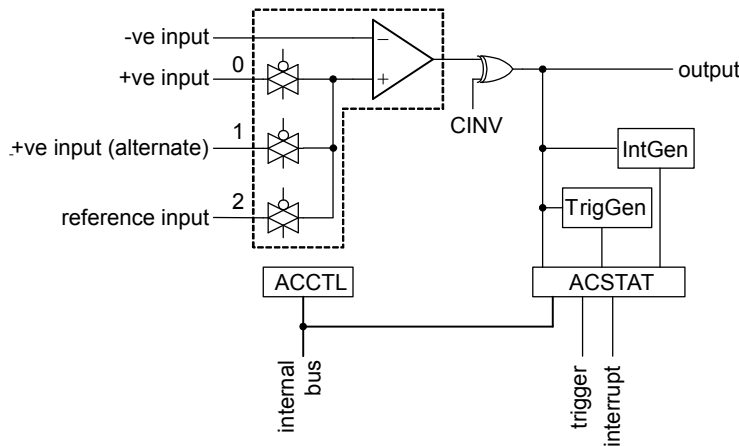 -ve input
−
+ve input
0
+
output
CINV
+ve input (alternate)
1
IntGen
reference input
2
TrigGen
ACCTL
ACSTAT
internal
bus
trigger
interrupt